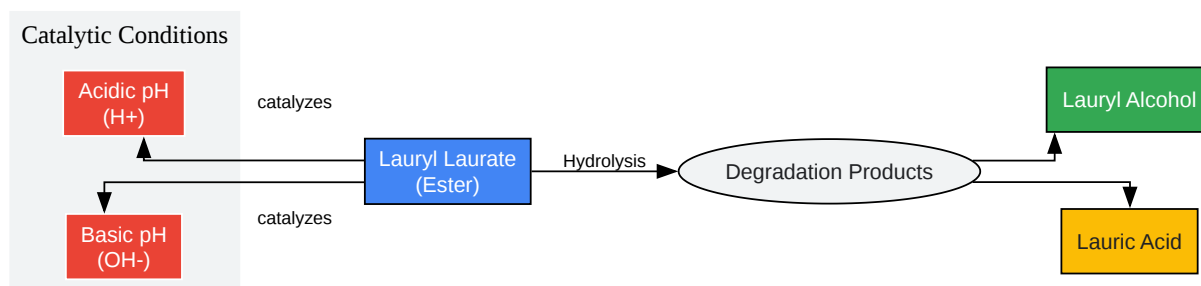 Catalytic Conditions
Acidic pH
(H+)
catalyzes
Lauryl Laurate
(Ester)
Hydrolysis
Degradation Products
Lauryl Alcohol
catalyzes
Basic pH
(OH-)
Lauric Acid